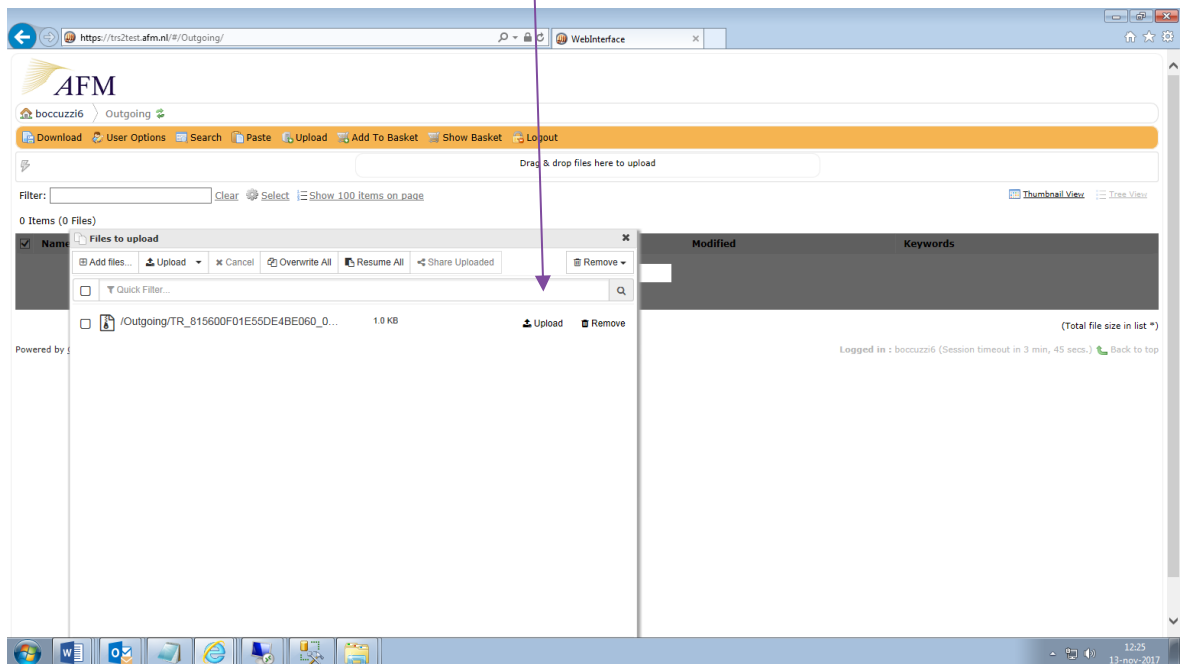 https://trs2test.afm.nl/#/Outgoing/
WebInterface
AFM
boccuzzi6 Outgoing
Download User Options Search Paste Upload Add To Basket Show Basket Logout
Drag & drop files here to upload
Filter: Clear Select Show 100 items on page Thumbnail View Tree View
0 Items (0 Files)
Name Modified Keywords
Files to upload
Add files... Upload Cancel Overwrite All Resume All Share Uploaded Remove
Quick Filter...
/Outgoing/TR_815600F01E55DE4BE060_0... 1.0 KB Upload Remove
(Total file size in list *)
Powered by
Logged in : boccuzzi6 (Session timeout in 3 min, 45 secs.) Back to top
12:25
13-nov-2017